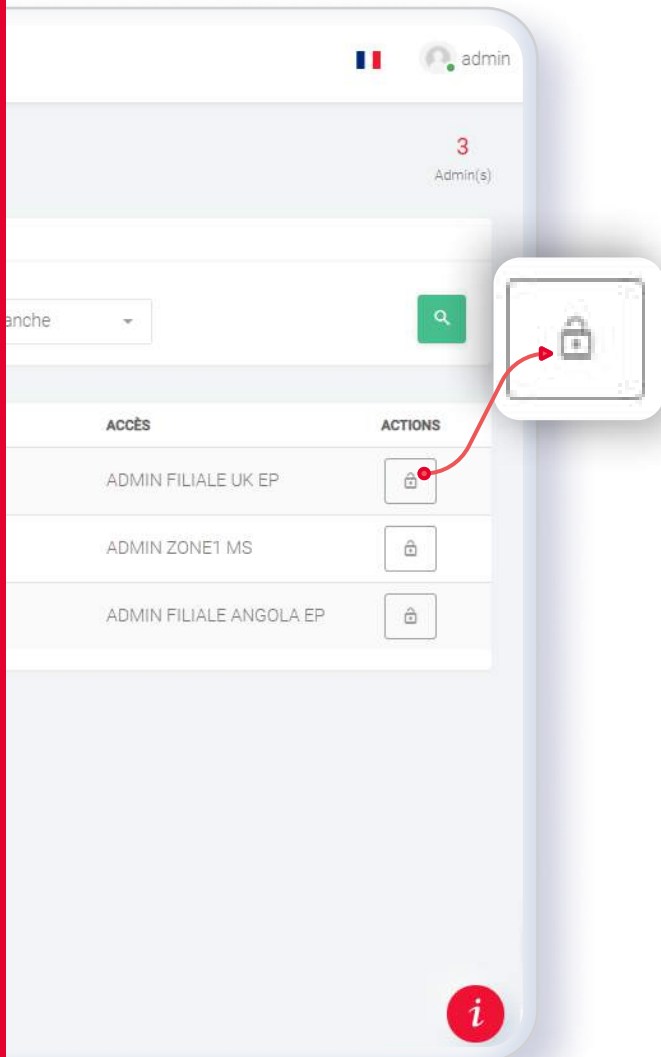 admin
3
Admin(s)
anche
ACCÈS ACTIONS
ADMIN FILIALE UK EP
ADMIN ZONE1 MS
ADMIN FILIALE ANGOLA EP
i